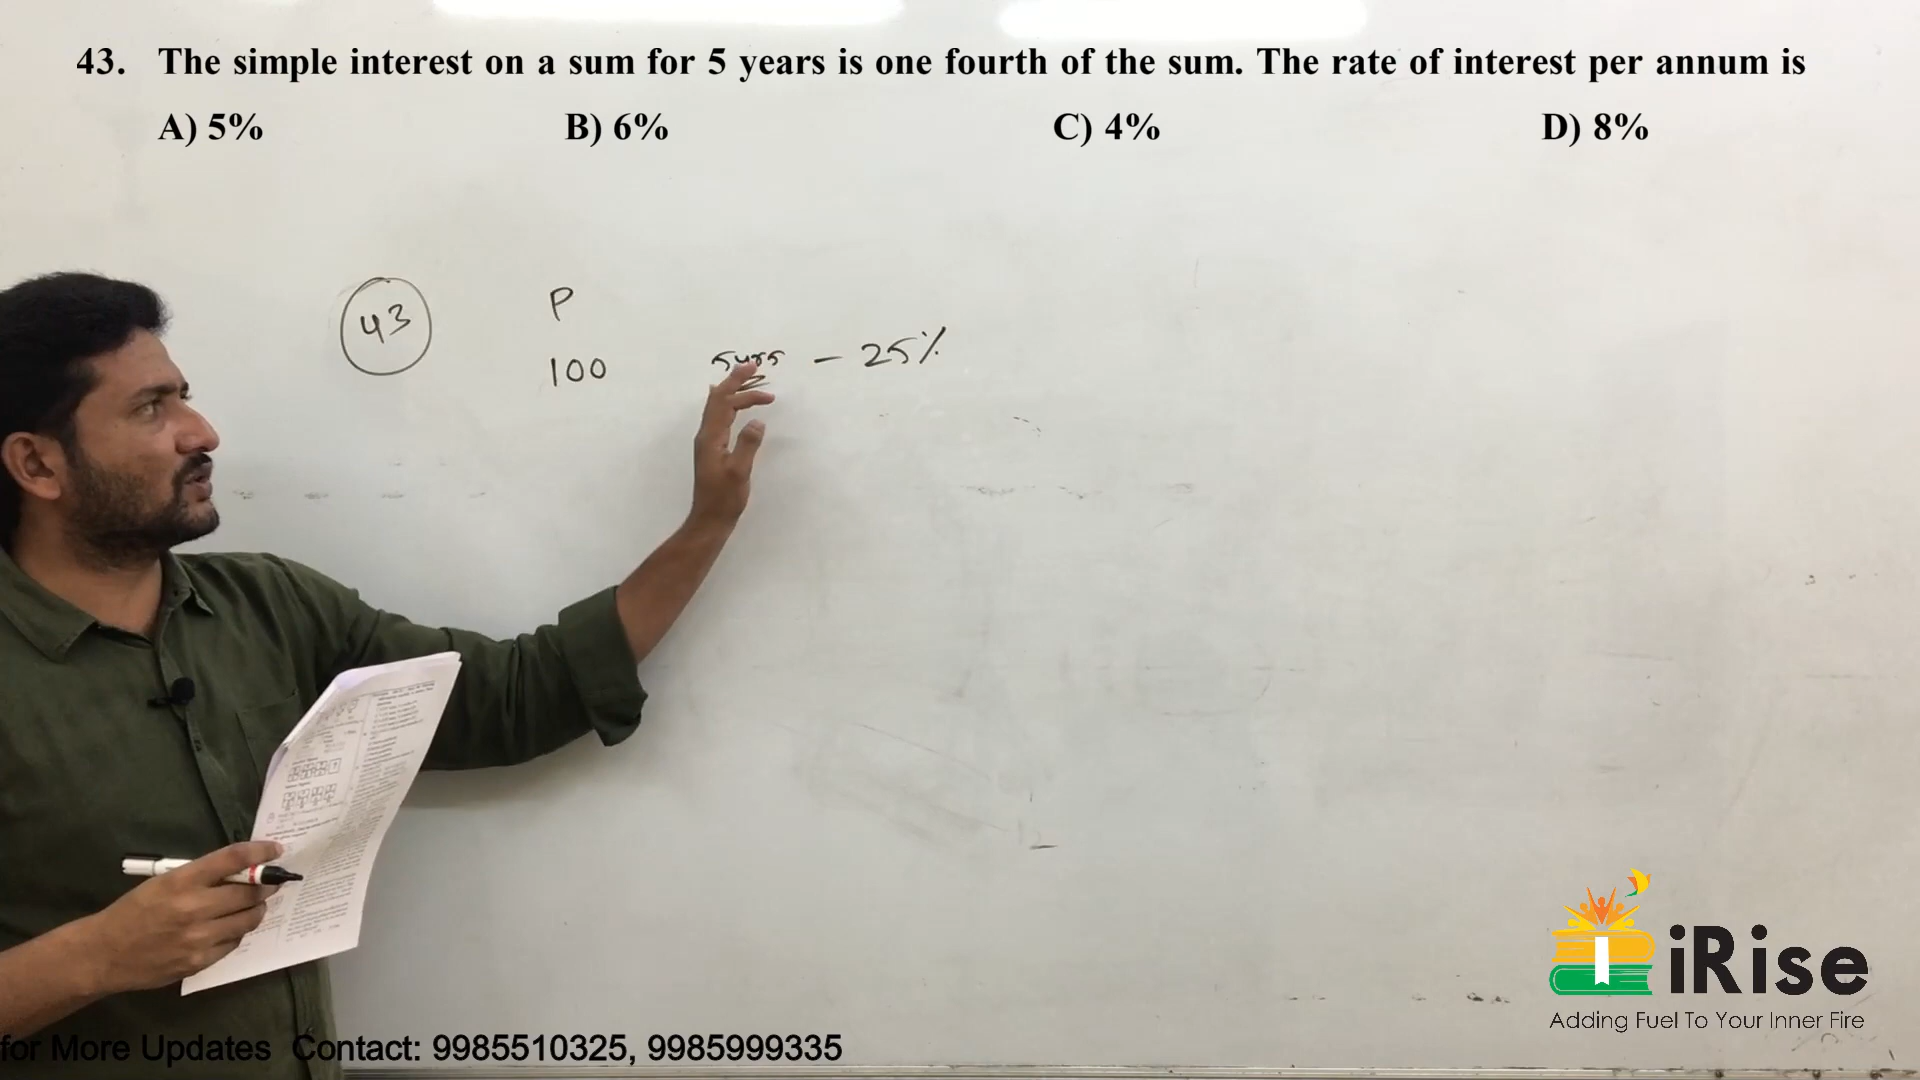 43. The simple interest on a sum for 5 years is one fourth of the sum. The rate of interest per annum is
A) 5% B) 6% C) 4% D) 8%
43
P
100 5yrs – 25%
iRise
Adding Fuel To Your Inner Fire
for More Updates Contact: 9985510325, 9985999335